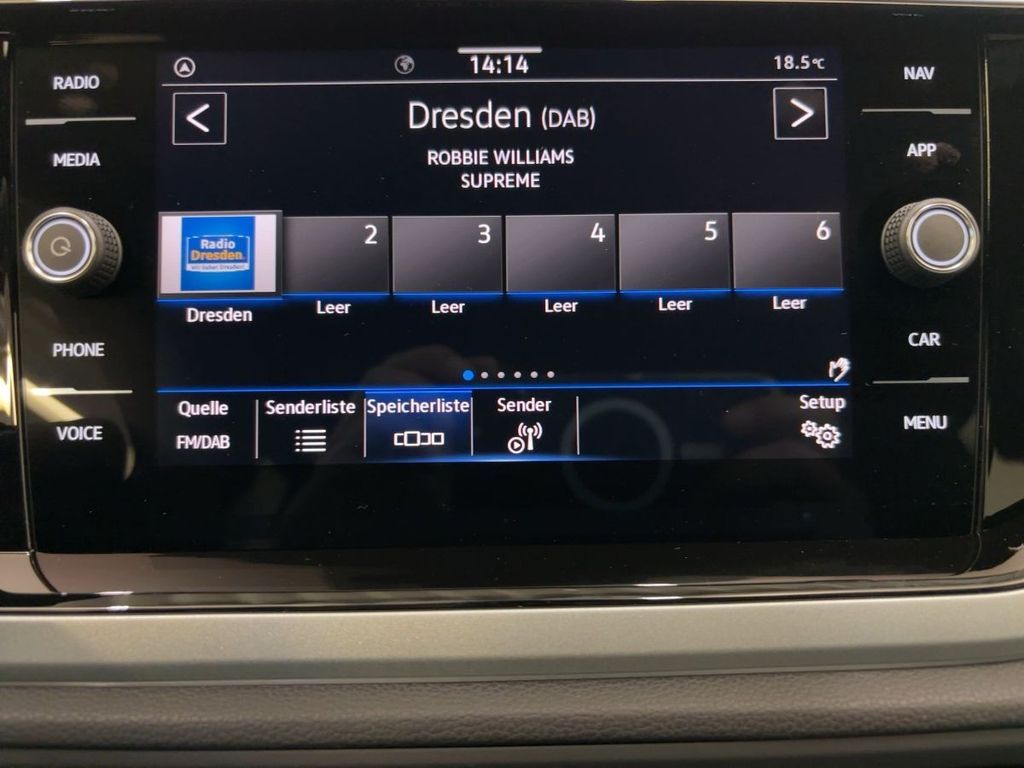 RADIO
MEDIA
PHONE
VOICE
14:14
18.5°C
<
Dresden (DAB)
>
ROBBIE WILLIAMS
SUPREME
Radio
Dresden.
2
3
4
5
6
Dresden
Leer
Leer
Leer
Leer
Leer
Quelle
FM/DAB
Senderliste
Speicherliste
Sender
Setup
NAV
APP
CAR
MENU